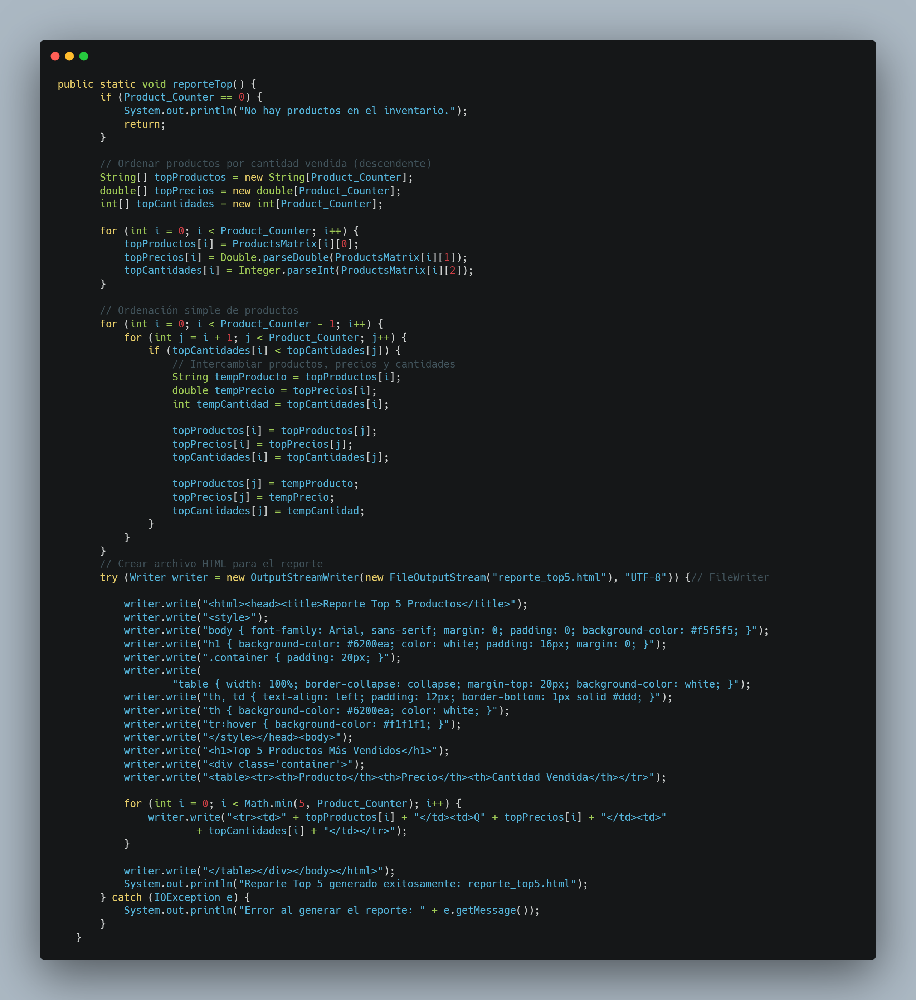 public static void reporteTop() {
        if (Product_Counter == 0) {
            System.out.println("No hay productos en el inventario.");
            return;
        }

        // Ordenar productos por cantidad vendida (descendente)
        String[] topProductos = new String[Product_Counter];
        double[] topPrecios = new double[Product_Counter];
        int[] topCantidades = new int[Product_Counter];

        for (int i = 0; i < Product_Counter; i++) {
            topProductos[i] = ProductsMatrix[i][0];
            topPrecios[i] = Double.parseDouble(ProductsMatrix[i][1]);
            topCantidades[i] = Integer.parseInt(ProductsMatrix[i][2]);
        }

        // Ordenación simple de productos
        for (int i = 0; i < Product_Counter - 1; i++) {
            for (int j = i + 1; j < Product_Counter; j++) {
                if (topCantidades[i] < topCantidades[j]) {
                    // Intercambiar productos, precios y cantidades
                    String tempProducto = topProductos[i];
                    double tempPrecio = topPrecios[i];
                    int tempCantidad = topCantidades[i];

                    topProductos[i] = topProductos[j];
                    topPrecios[i] = topPrecios[j];
                    topCantidades[i] = topCantidades[j];

                    topProductos[j] = tempProducto;
                    topPrecios[j] = tempPrecio;
                    topCantidades[j] = tempCantidad;
                }
            }
        }
        // Crear archivo HTML para el reporte
        try (Writer writer = new OutputStreamWriter(new FileOutputStream("reporte_top5.html"), "UTF-8")) {// FileWriter

            writer.write("<html><head><title>Reporte Top 5 Productos</title>");
            writer.write("<style>");
            writer.write("body { font-family: Arial, sans-serif; margin: 0; padding: 0; background-color: #f5f5f5; }");
            writer.write("h1 { background-color: #6200ea; color: white; padding: 16px; margin: 0; }");
            writer.write(".container { padding: 20px; }");
            writer.write(
                    "table { width: 100%; border-collapse: collapse; margin-top: 20px; background-color: white; }");
            writer.write("th, td { text-align: left; padding: 12px; border-bottom: 1px solid #ddd; }");
            writer.write("th { background-color: #6200ea; color: white; }");
            writer.write("tr:hover { background-color: #f1f1f1; }");
            writer.write("</style></head><body>");
            writer.write("<h1>Top 5 Productos Más Vendidos</h1>");
            writer.write("<div class='container'>");
            writer.write("<table><tr><th>Producto</th><th>Precio</th><th>Cantidad Vendida</th></tr>");

            for (int i = 0; i < Math.min(5, Product_Counter); i++) {
                writer.write("<tr><td>" + topProductos[i] + "</td><td>Q" + topPrecios[i] + "</td><td>"
                        + topCantidades[i] + "</td></tr>");
            }

            writer.write("</table></div></body></html>");
            System.out.println("Reporte Top 5 generado exitosamente: reporte_top5.html");
        } catch (IOException e) {
            System.out.println("Error al generar el reporte: " + e.getMessage());
        }
    }